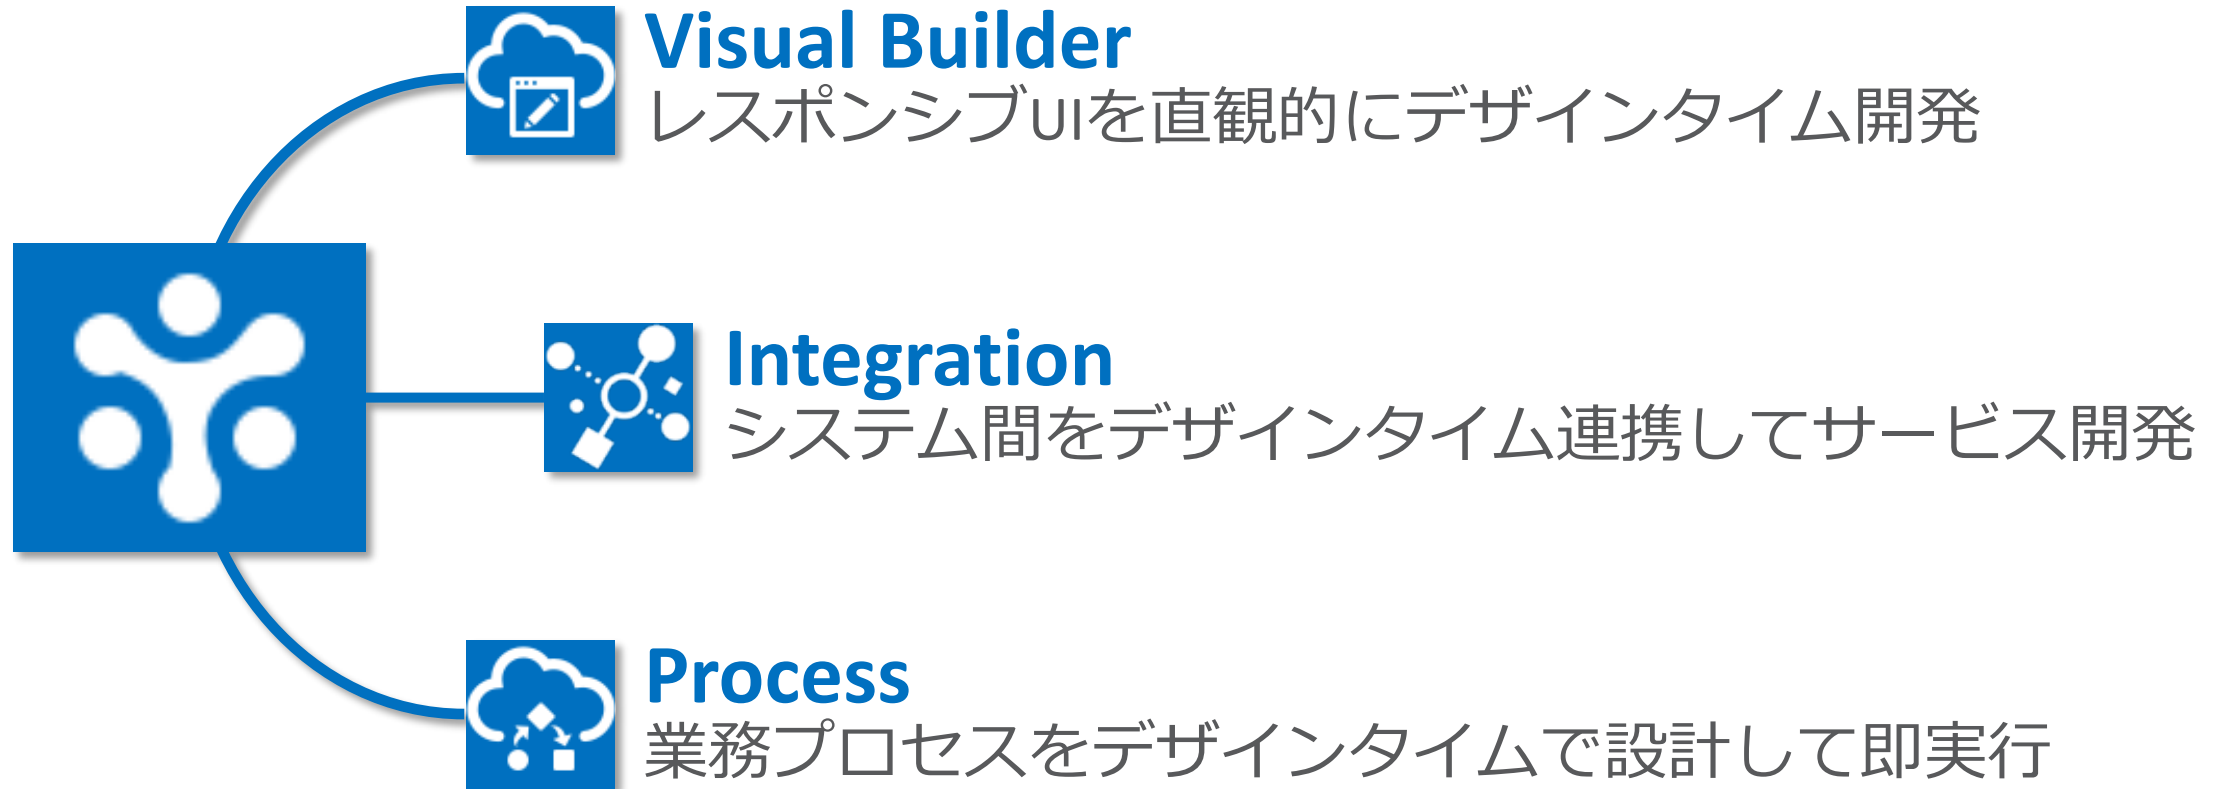 Visual Builder
レスポンシブUIを直観的にデザインタイム開発
Integration
システム間をデザインタイム連携してサービス開発
Process
業務プロセスをデザインタイムで設計して即実行